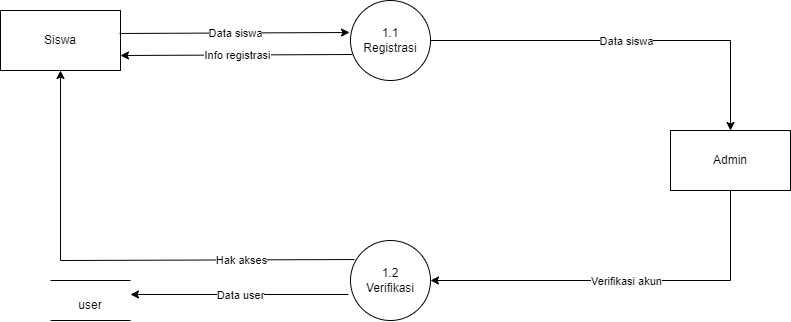 Siswa
Data siswa
Info registrasi
1.1
Registrasi
Data siswa
Admin
Hak akses
1.2
Verifikasi
Verifikasi akun
Data user
user